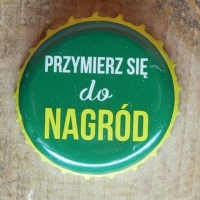 PRZYMIERZ SIĘ
do
NAGRÓD